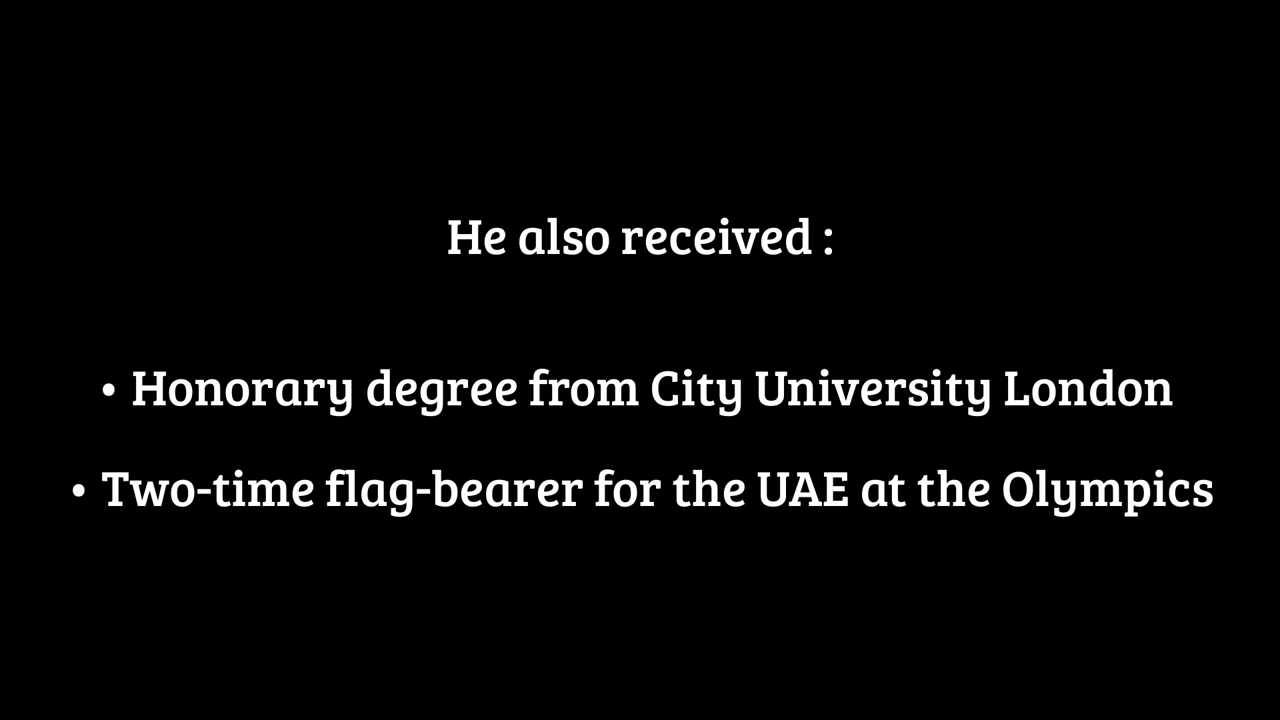 He also received :
• Honorary degree from City University London
• Two-time flag-bearer for the UAE at the Olympics